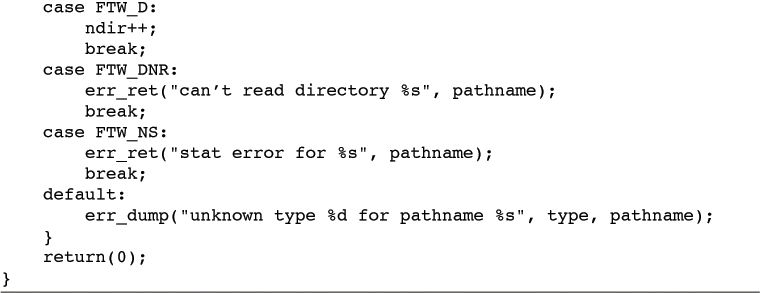 case FTW_D:
ndir++;
break;
case FTW_DNR:
err_ret("can’t read directory %s", pathname);
break;
case FTW_NS:
err_ret("stat error for %s", pathname);
break;
default:
err_dump("unknown type %d for pathname %s", type, pathname);
}
return(0);
}